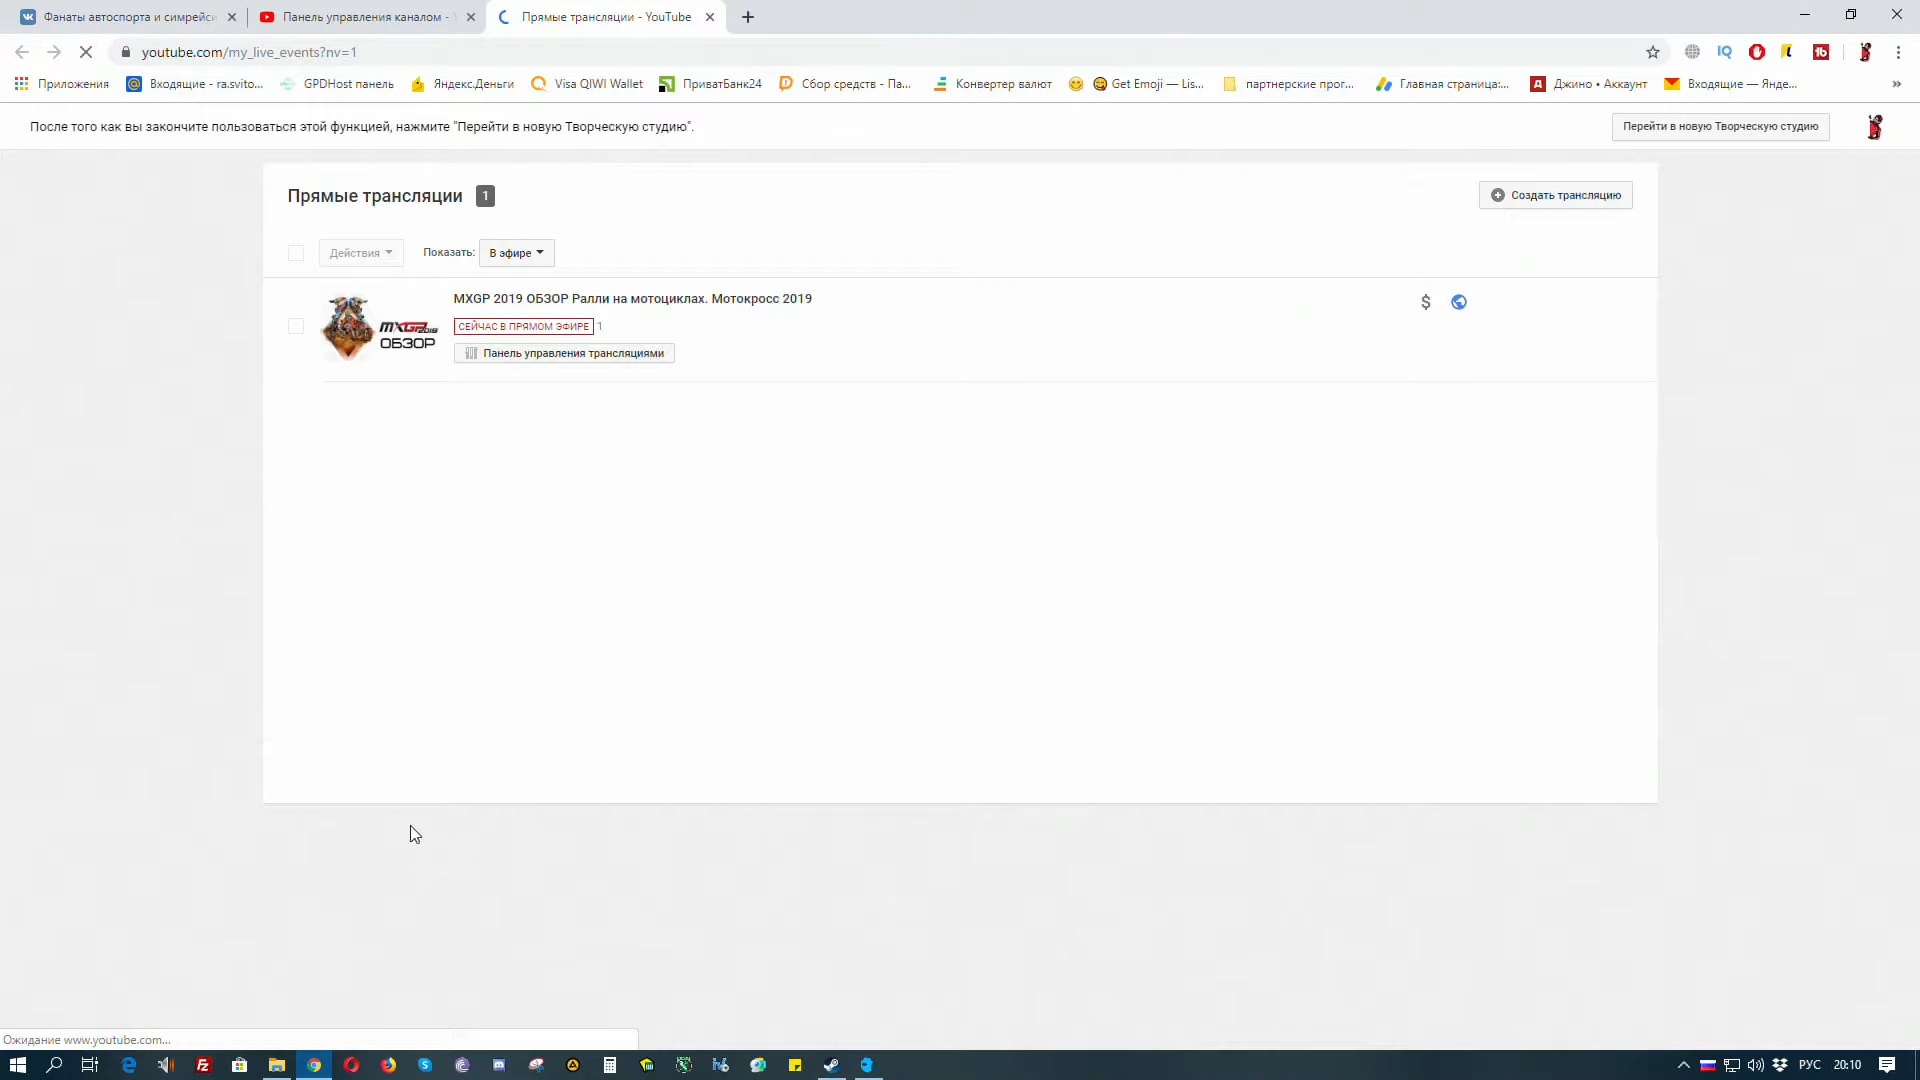 Фанаты автоспорта и симрейси
Панель управления каналом -
Прямые трансляции - YouTube
youtube.com/my_live_events?nv=1
Приложения
Входящие - ra.svito...
GPDHost панель
Яндекс.Деньги
Visa QIWI Wallet
ПриватБанк24
Сбор средств - Па...
Конвертер валют
Get Emoji — Lis...
партнерские прог...
Главная страница:...
Джино • Аккаунт
Входящие — Янде...
После того как вы закончите пользоваться этой функцией, нажмите "Перейти в новую Творческую студию".
Перейти в новую Творческую студию
Прямые трансляции 1
Создать трансляцию
Действия
Показать: В эфире
MXGP 2019 ОБЗОР Ралли на мотоциклах. Мотокросс 2019
MXGP 2019
ОБЗОР
СЕЙЧАС В ПРЯМОМ ЭФИРЕ 1
Панель управления трансляциями
Ожидание www.youtube.com...
РУС 20:10